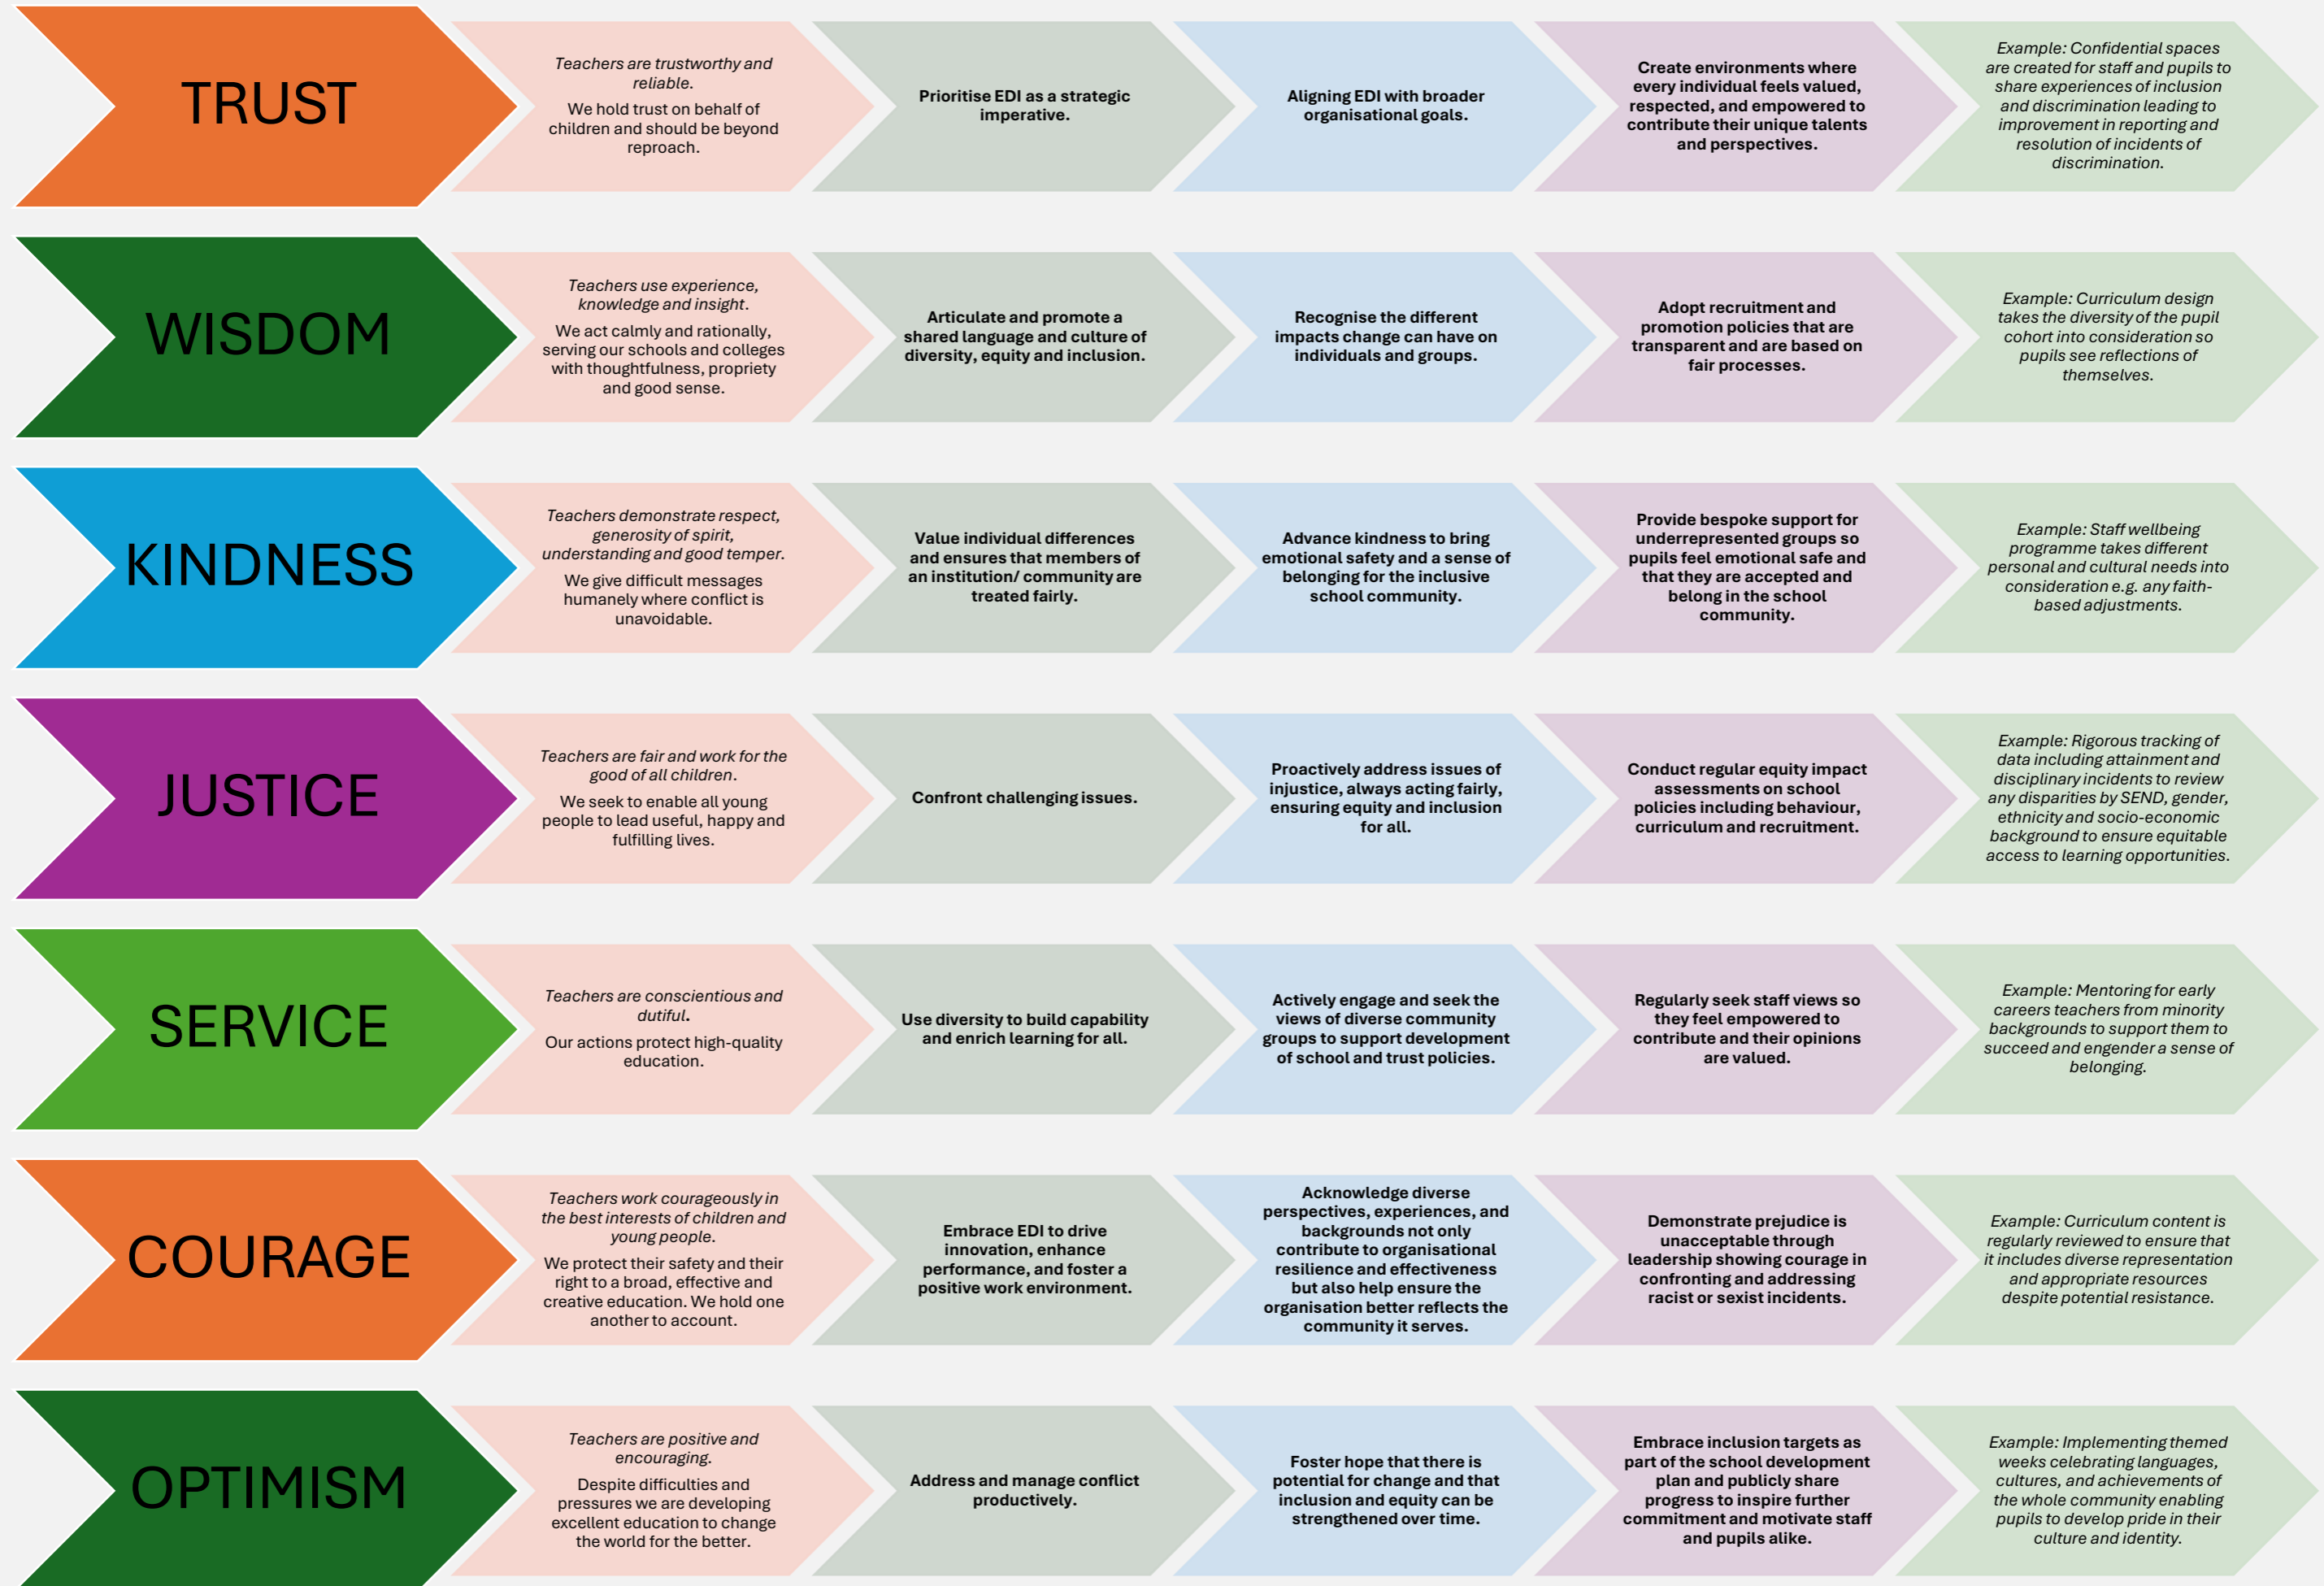 TRUST
Teachers are trustworthy and
reliable.
We hold trust on behalf of
children and should be beyond
reproach.
Prioritise EDI as a strategic
imperative.
Aligning EDI with broader
organisational goals.
Create environments where
every individual feels valued,
respected, and empowered to
contribute their unique talents
and perspectives.
Example: Confidential spaces
are created for staff and pupils to
share experiences of inclusion
and discrimination leading to
improvement in reporting and
resolution of incidents of
discrimination.
WISDOM
Teachers use experience,
knowledge and insight.
We act calmly and rationally,
serving our schools and colleges
with thoughtfulness, propriety
and good sense.
Articulate and promote a
shared language and culture of
diversity, equity and inclusion.
Recognise the different
impacts change can have on
individuals and groups.
Adopt recruitment and
promotion policies that are
transparent and are based on
fair processes.
Example: Curriculum design
takes the diversity of the pupil
cohort into consideration so
pupils see reflections of
themselves.
KINDNESS
Teachers demonstrate respect,
generosity of spirit,
understanding and good temper.
We give difficult messages
humanely where conflict is
unavoidable.
Value individual differences
and ensures that members of
an institution/ community are
treated fairly.
Advance kindness to bring
emotional safety and a sense of
belonging for the inclusive
school community.
Provide bespoke support for
underrepresented groups so
pupils feel emotional safe and
that they are accepted and
belong in the school
community.
Example: Staff wellbeing
programme takes different
personal and cultural needs into
consideration e.g. any faith-
based adjustments.
JUSTICE
Teachers are fair and work for the
good of all children.
We seek to enable all young
people to lead useful, happy and
fulfilling lives.
Confront challenging issues.
Proactively address issues of
injustice, always acting fairly,
ensuring equity and inclusion
for all.
Conduct regular equity impact
assessments on school
policies including behaviour,
curriculum and recruitment.
Example: Rigorous tracking of
data including attainment and
disciplinary incidents to review
any disparities by SEND, gender,
ethnicity and socio-economic
background to ensure equitable
access to learning opportunities.
SERVICE
Teachers are conscientious and
dutiful.
Our actions protect high-quality
education.
Use diversity to build capability
and enrich learning for all.
Actively engage and seek the
views of diverse community
groups to support development
of school and trust policies.
Regularly seek staff views so
they feel empowered to
contribute and their opinions
are valued.
Example: Mentoring for early
careers teachers from minority
backgrounds to support them to
succeed and engender a sense of
belonging.
COURAGE
Teachers work courageously in
the best interests of children and
young people.
We protect their safety and their
right to a broad, effective and
creative education. We hold one
another to account.
Embrace EDI to drive
innovation, enhance
performance, and foster a
positive work environment.
Acknowledge diverse
perspectives, experiences, and
backgrounds not only
contribute to organisational
resilience and effectiveness
but also help ensure the
organisation better reflects the
community it serves.
Demonstrate prejudice is
unacceptable through
leadership showing courage in
confronting and addressing
racist or sexist incidents.
Example: Curriculum content is
regularly reviewed to ensure that
it includes diverse representation
and appropriate resources
despite potential resistance.
OPTIMISM
Teachers are positive and
encouraging.
Despite difficulties and
pressures we are developing
excellent education to change
the world for the better.
Address and manage conflict
productively.
Foster hope that there is
potential for change and that
inclusion and equity can be
strengthened over time.
Embrace inclusion targets as
part of the school development
plan and publicly share
progress to inspire further
commitment and motivate staff
and pupils alike.
Example: Implementing themed
weeks celebrating languages,
cultures, and achievements of
the whole community enabling
pupils to develop pride in their
culture and identity.